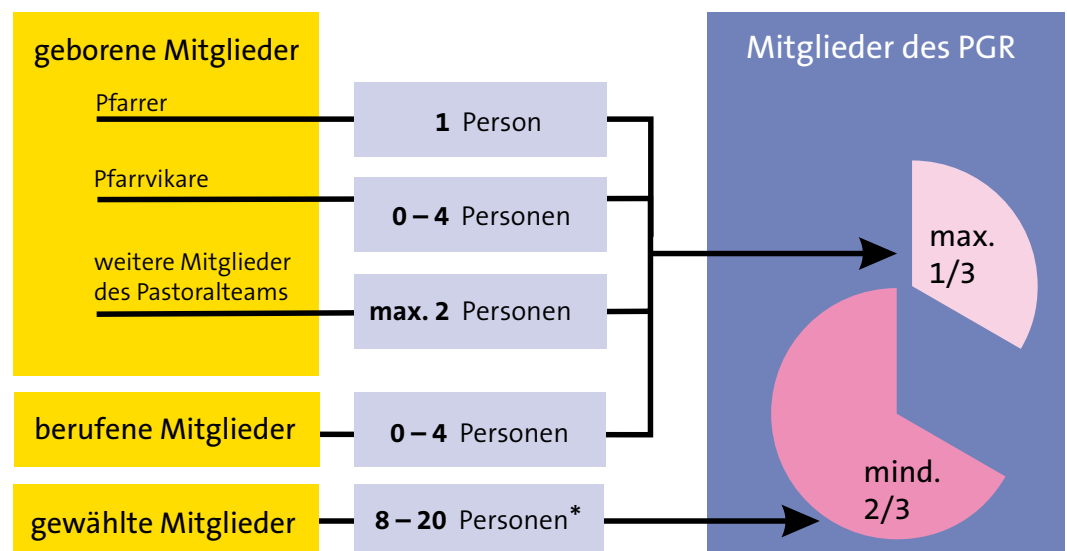 geborene Mitglieder
Pfarrer
1 Person
Pfarrvikare
0 – 4 Personen
weitere Mitglieder
des Pastoralteams
max. 2 Personen
berufene Mitglieder
0 – 4 Personen
gewählte Mitglieder
8 – 20 Personen*
Mitglieder des PGR
max.
1/3
mind.
2/3